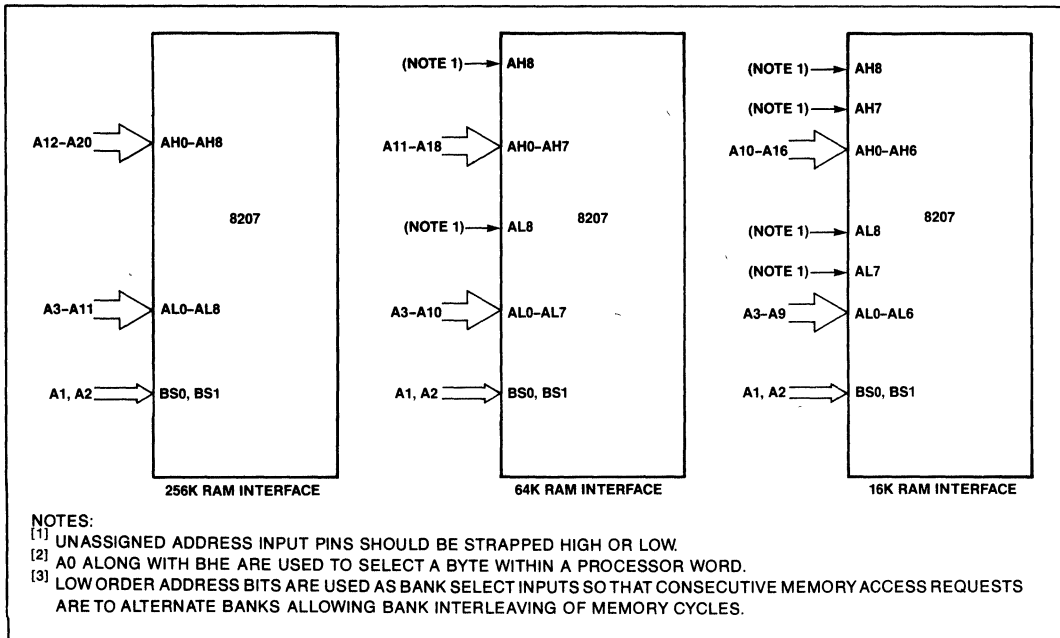 A12–A20
AH0–AH8
8207
A3–A11
AL0–AL8
A1, A2
BS0, BS1
256K RAM INTERFACE
(NOTE 1)
AH8
A11–A18
AH0–AH7
(NOTE 1)
AL8
8207
A3–A10
AL0–AL7
A1, A2
BS0, BS1
64K RAM INTERFACE
(NOTE 1)
AH8
(NOTE 1)
AH7
A10–A16
AH0–AH6
8207
(NOTE 1)
AL8
(NOTE 1)
AL7
A3–A9
AL0–AL6
A1, A2
BS0, BS1
16K RAM INTERFACE
NOTES:
[1] UNASSIGNED ADDRESS INPUT PINS SHOULD BE STRAPPED HIGH OR LOW.
[2] A0 ALONG WITH BHE ARE USED TO SELECT A BYTE WITHIN A PROCESSOR WORD.
[3] LOW ORDER ADDRESS BITS ARE USED AS BANK SELECT INPUTS SO THAT CONSECUTIVE MEMORY ACCESS REQUESTS
ARE TO ALTERNATE BANKS ALLOWING BANK INTERLEAVING OF MEMORY CYCLES.